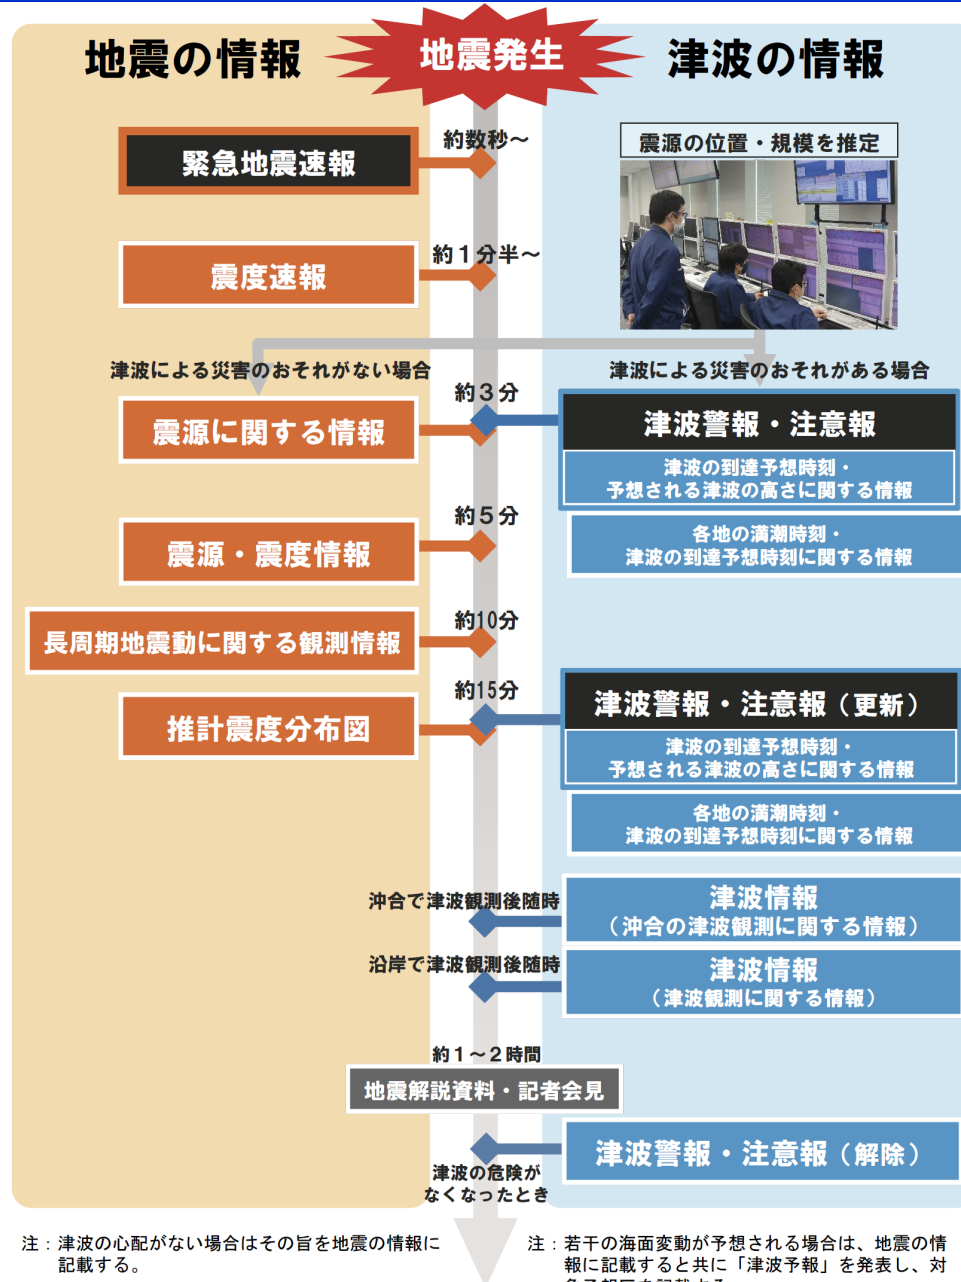 地震の情報
地震発生
津波の情報
約数秒～
緊急地震速報
震源の位置・規模を推定
約１分半～
震度速報
津波による災害のおそれがない場合
津波による災害のおそれがある場合
約３分
震源に関する情報
津波警報・注意報
津波の到達予想時刻・
予想される津波の高さに関する情報
各地の満潮時刻・
津波の到達予想時刻に関する情報
約５分
震源・震度情報
約10分
長周期地震動に関する観測情報
約15分
推計震度分布図
津波警報・注意報（更新）
津波の到達予想時刻・
予想される津波の高さに関する情報
各地の満潮時刻・
津波の到達予想時刻に関する情報
沖合で津波観測後随時
津波情報
（沖合の津波観測に関する情報）
沿岸で津波観測後随時
津波情報
（津波観測に関する情報）
約１～２時間
地震解説資料・記者会見
津波警報・注意報（解除）
津波の危険が
なくなったとき
注：津波の心配がない場合はその旨を地震の情報に
記載する。
注：若干の海面変動が予想される場合は、地震の情
報に記載すると共に「津波予報」を発表し、対